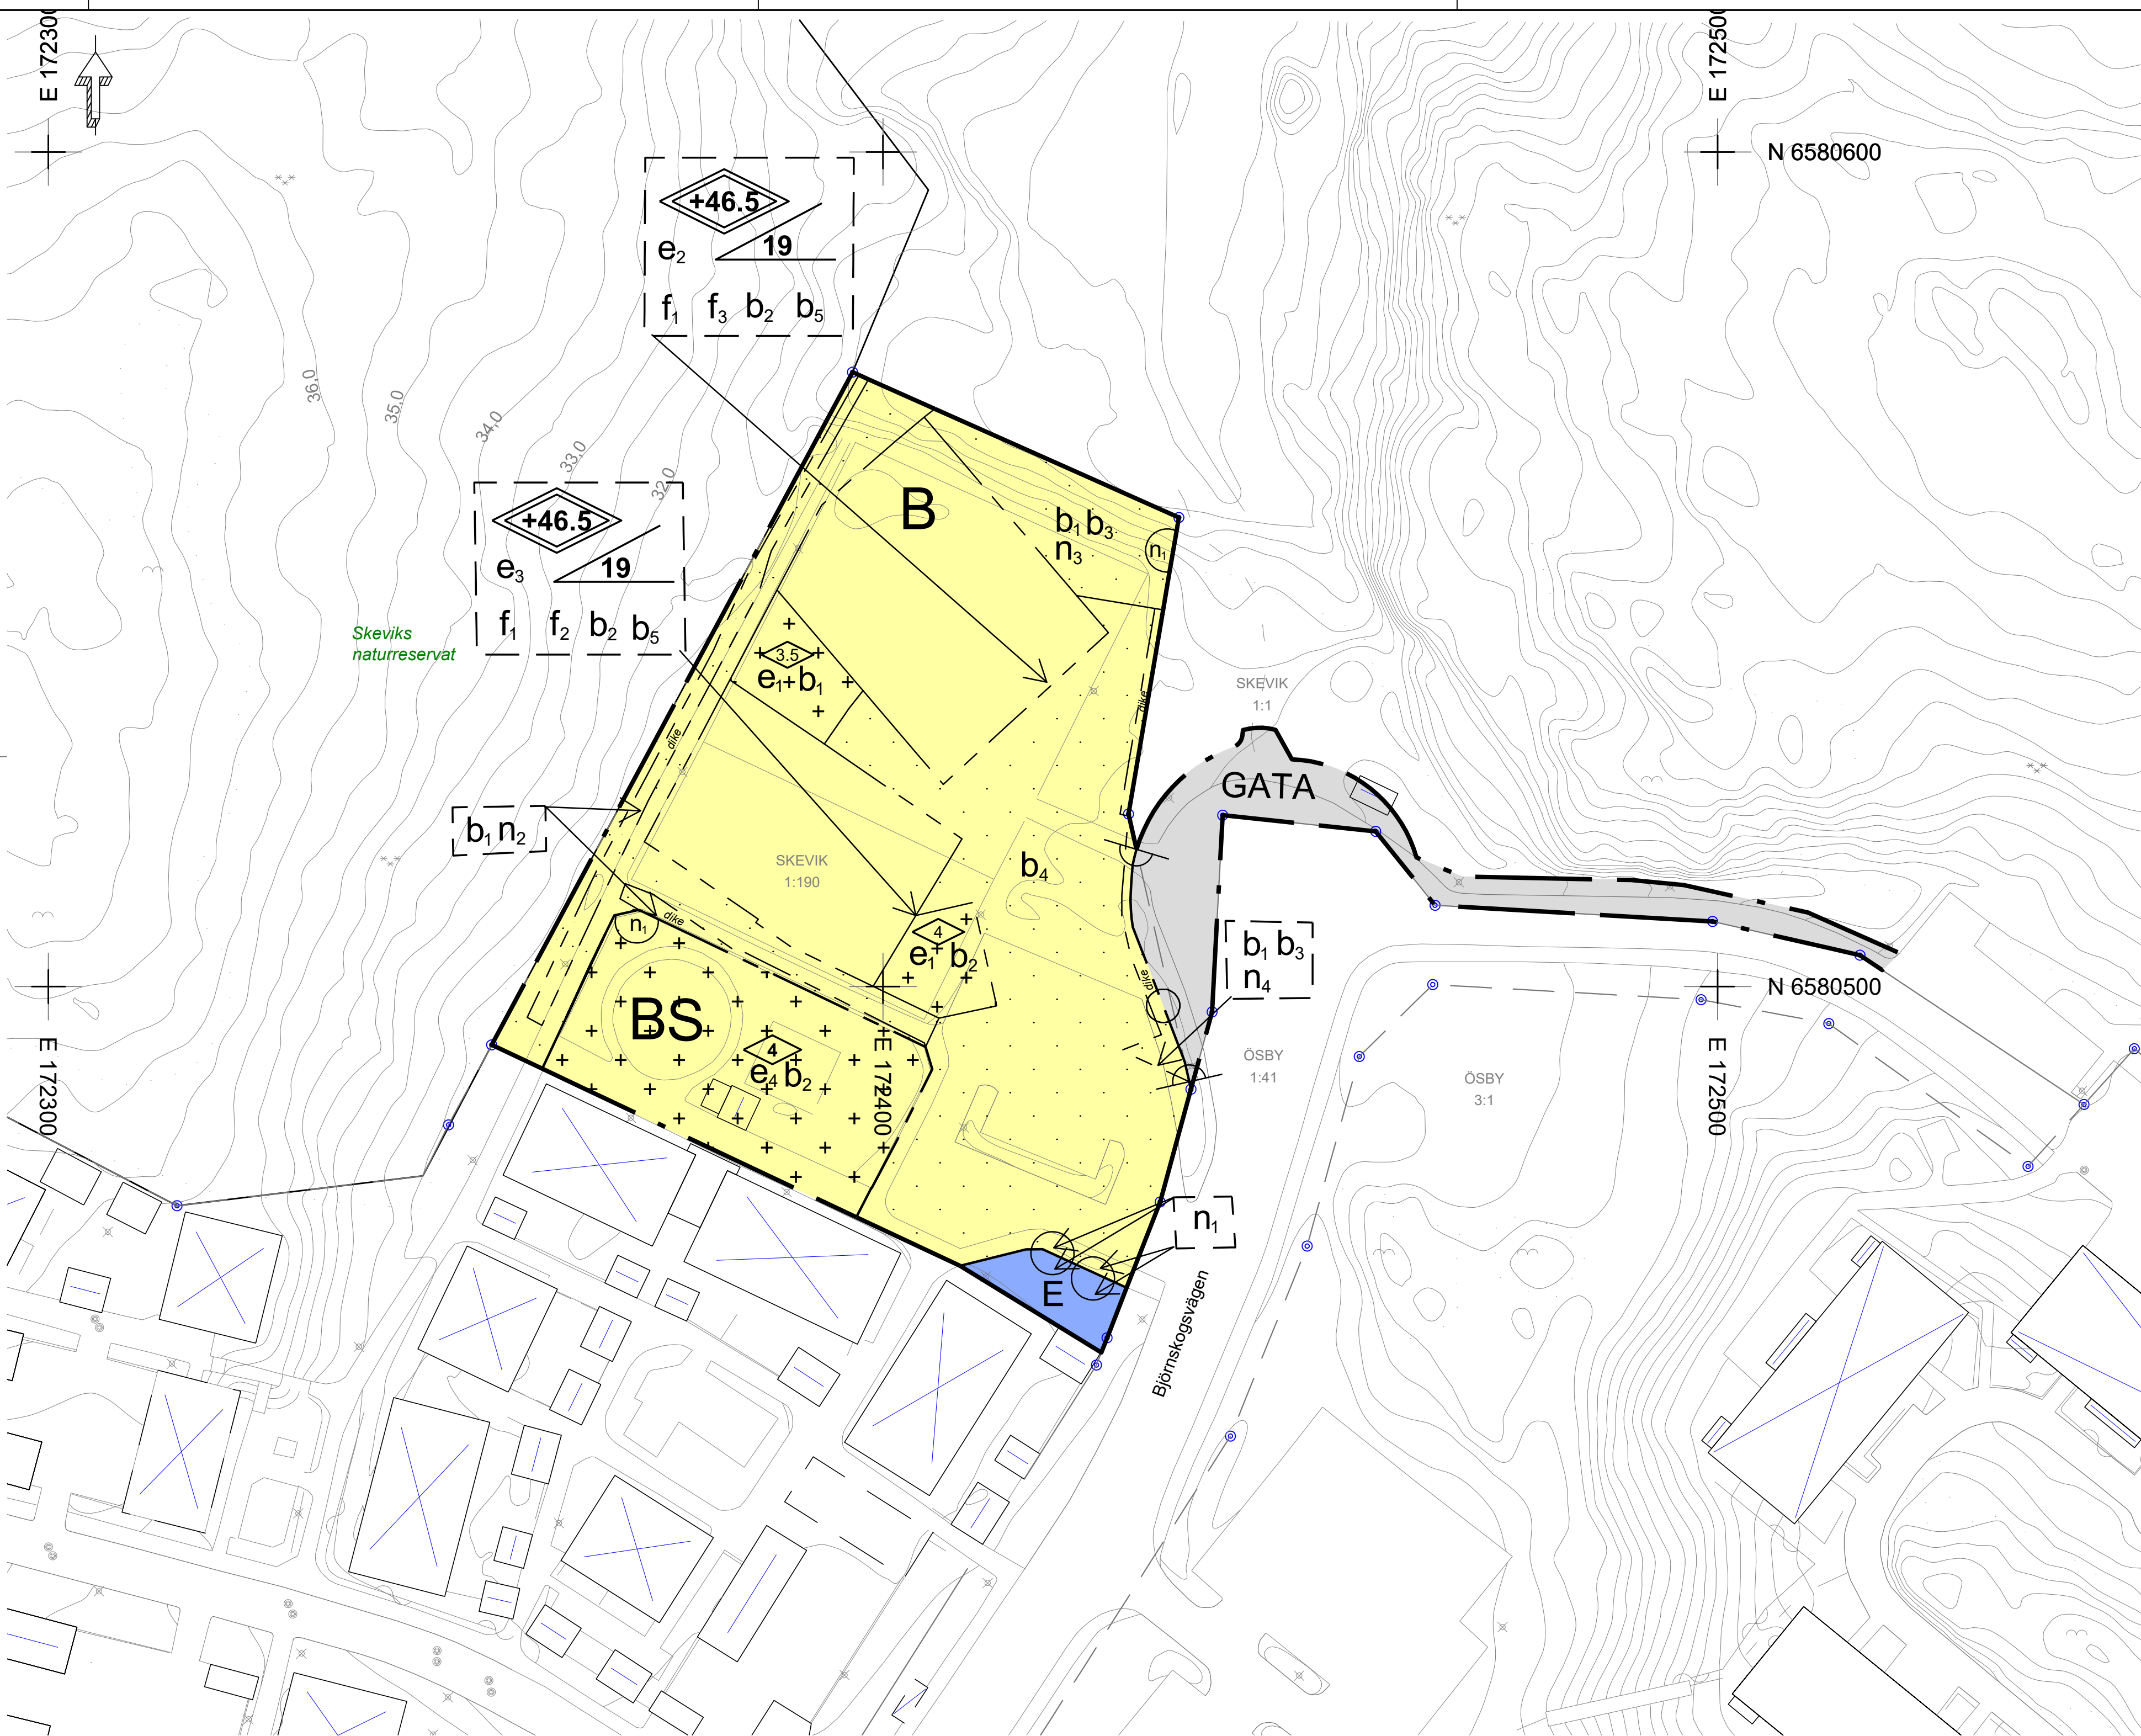 E 172300
E 172500
N 6580600
+46.5
19
e2
f1 f3 b2 b5
36,0
35,0
34,0
33,0
32,0
+46.5
19
e3
f1 f2 b2 b5
Skeviks
naturreservat
B
b1 b3
n3
n1
3.5
e1 b1
dike
dike
SKEVIK
1:1
GATA
b1 n2
SKEVIK
1:190
b4
n1
dike
4
e1 b2
b1 b3
n4
dike
N 6580500
BS
4
e4 b2
E 172300
E 172400
E 172500
ÖSBY
1:41
ÖSBY
3:1
n1
E
Björnskogsvägen